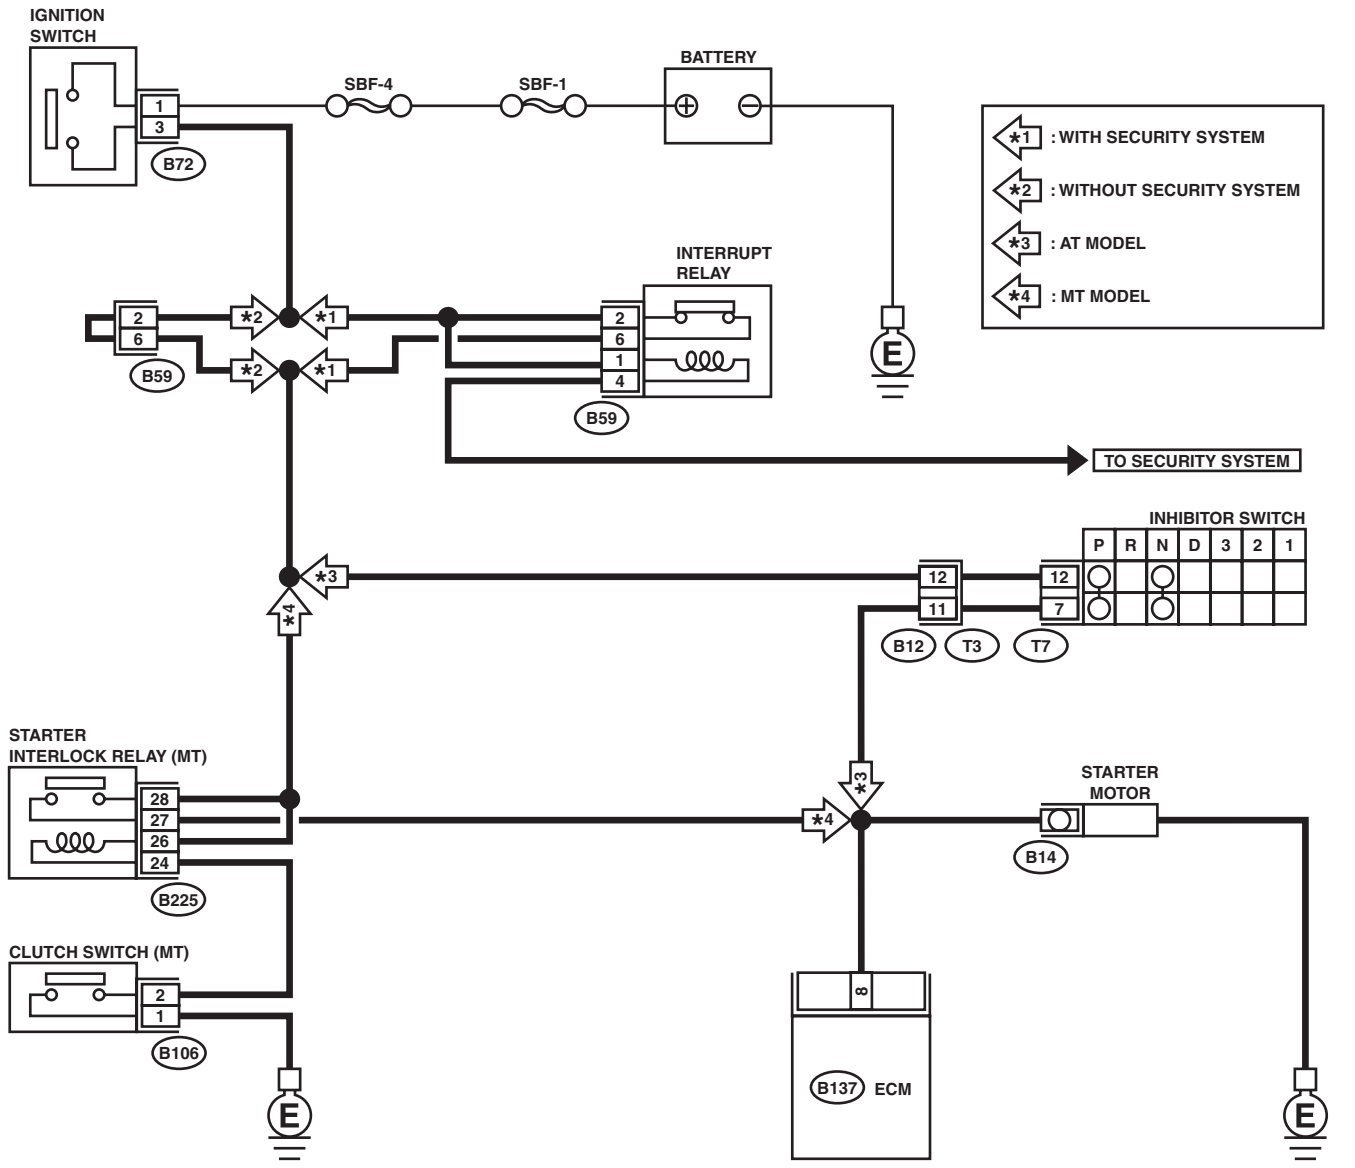 IGNITION
SWITCH
BATTERY
SBF-4
SBF-1
1
3
B72
*1 : WITH SECURITY SYSTEM
*2 : WITHOUT SECURITY SYSTEM
*3 : AT MODEL
*4 : MT MODEL
INTERRUPT
RELAY
2
6
B59
*2
*1
*2
*1
2
6
1
4
B59
E
TO SECURITY SYSTEM
INHIBITOR SWITCH
P R N D 3 2 1
*3
12
12
11
7
B12
T3
T7
*4
STARTER
INTERLOCK RELAY (MT)
28
27
26
24
B225
*3
*4
STARTER
MOTOR
B14
CLUTCH SWITCH (MT)
2
1
B106
8
B137 ECM
E
E